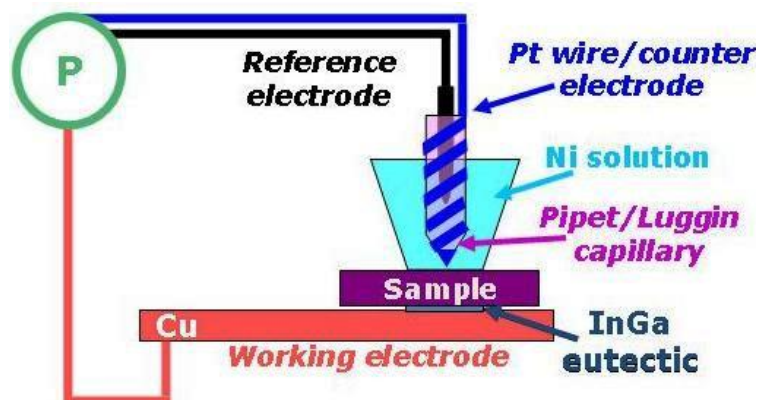 P
Reference
electrode
Pt wire/counter
electrode
Ni solution
Pipet/Luggin
capillary
Sample
Cu
InGa
eutectic
Working electrode